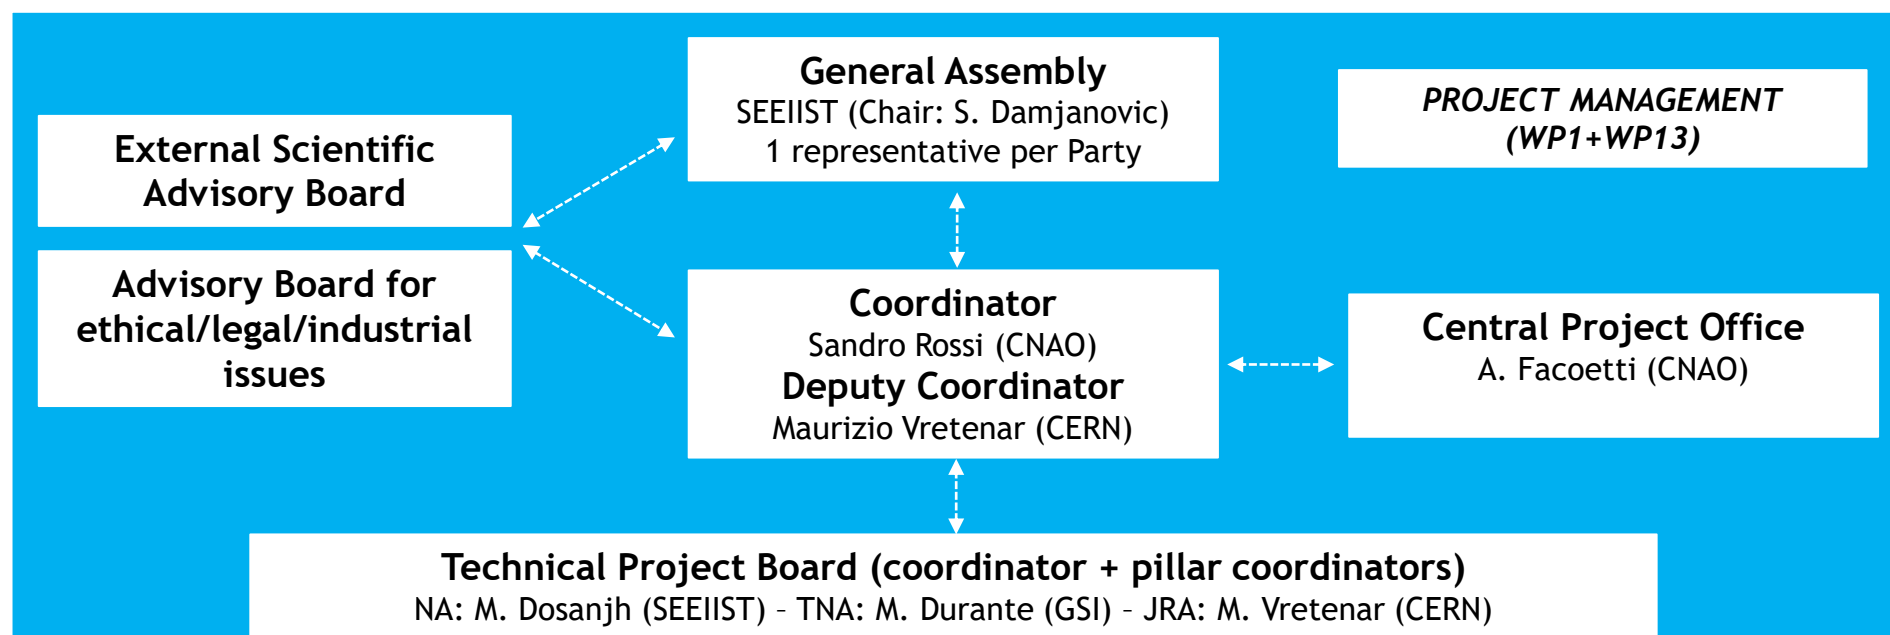 General Assembly
SEEIIST (Chair: S. Damjanovic)
1 representative per Party
PROJECT MANAGEMENT
(WP1+WP13)
External Scientific
Advisory Board
Advisory Board for
ethical/legal/industrial
issues
Coordinator
Sandro Rossi (CNAO)
Deputy Coordinator
Maurizio Vretenar (CERN)
Central Project Office
A. Facoetti (CNAO)
Technical Project Board (coordinator + pillar coordinators)
NA: M. Dosanjh (SEEIIST) – TNA: M. Durante (GSI) – JRA: M. Vretenar (CERN)